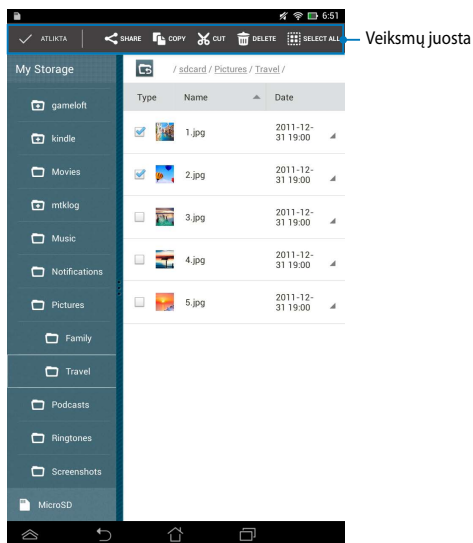 6:51
ATLIKTA SHARE COPY CUT DELETE SELECT ALL
Veiksmų juosta
My Storage
/ sdcard / Pictures / Travel /
gameloft
kindle
Movies
mtklog
Music
Notifications
Pictures
Family
Travel
Podcasts
Ringtones
Screenshots
MicroSD
Type Name Date
1.jpg 2011-12-
31 19:00
2.jpg 2011-12-
31 19:00
3.jpg 2011-12-
31 19:00
4.jpg 2011-12-
31 19:00
5.jpg 2011-12-
31 19:00